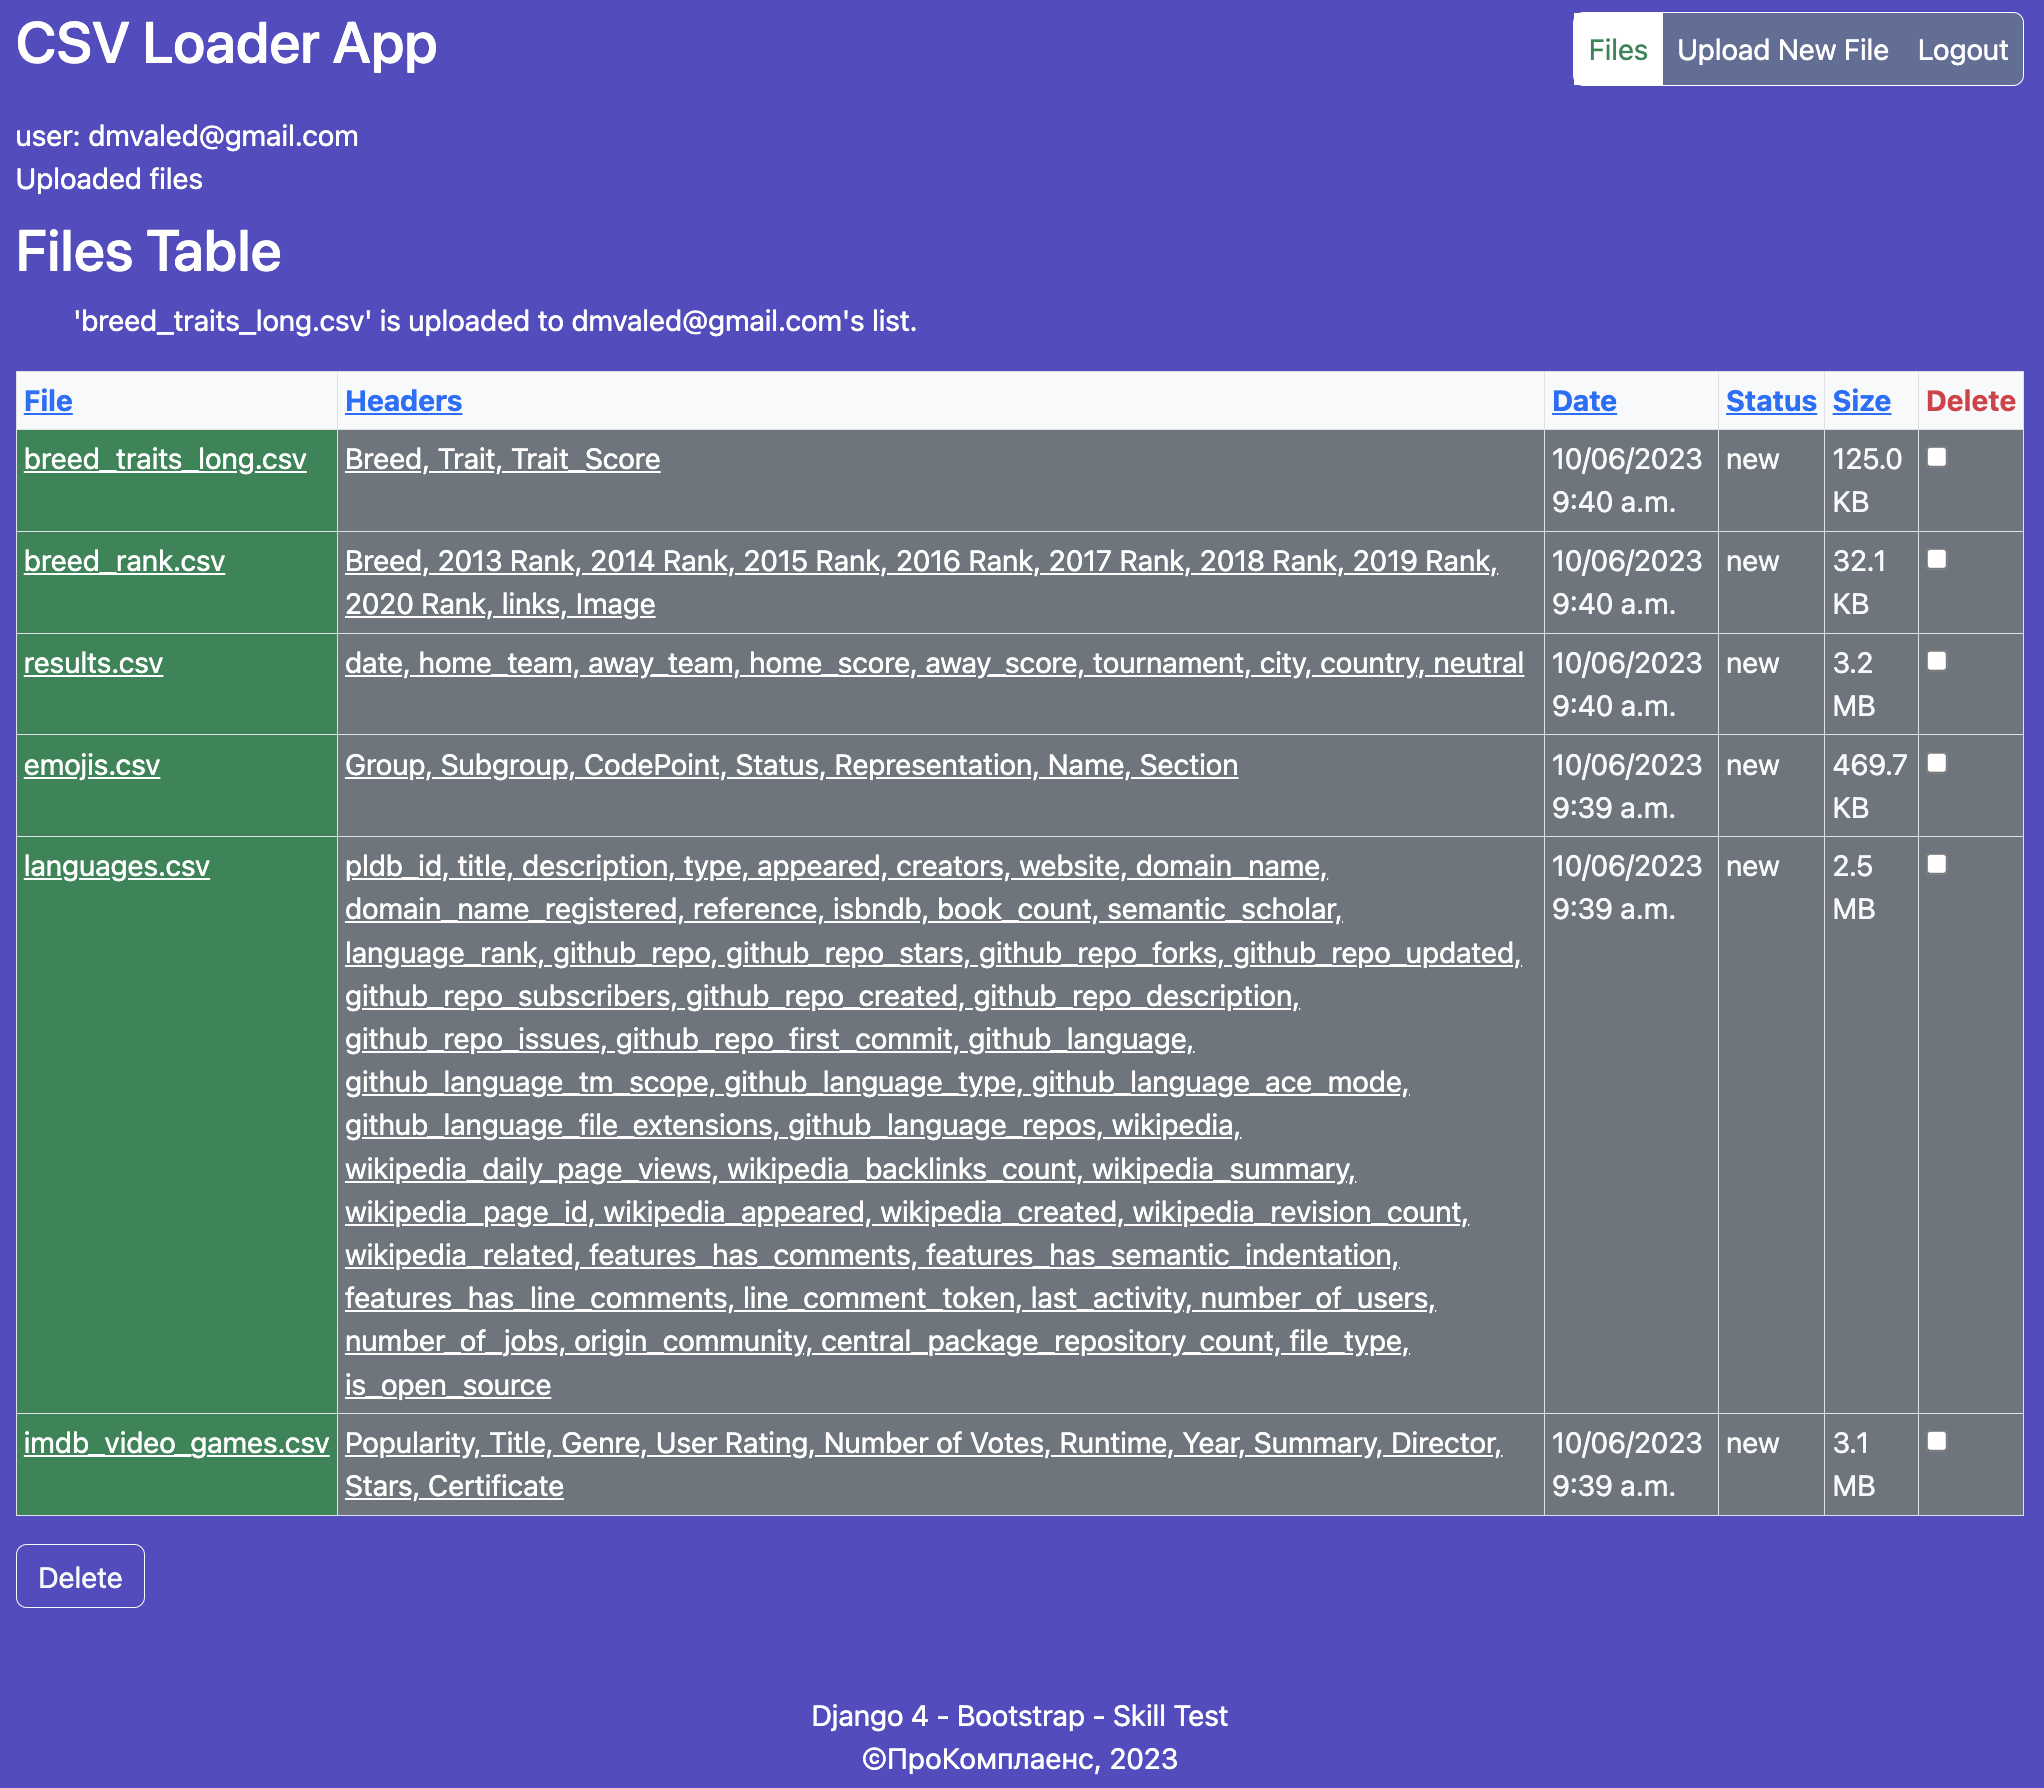 CSV Loader App
Files Upload New File Logout
user: dmvaled@gmail.com
Uploaded files
Files Table
'breed_traits_long.csv' is uploaded to dmvaled@gmail.com's list.
File Headers Date Status Size Delete
breed_traits_long.csv Breed, Trait, Trait_Score 10/06/2023 new 125.0
9:40 a.m. KB
breed_rank.csv Breed, 2013 Rank, 2014 Rank, 2015 Rank, 2016 Rank, 2017 Rank, 2018 Rank, 2019 Rank, 10/06/2023 new 32.1
2020 Rank, links, Image 9:40 a.m. KB
results.csv date, home_team, away_team, home_score, away_score, tournament, city, country, neutral 10/06/2023 new 3.2
9:40 a.m. MB
emojis.csv Group, Subgroup, CodePoint, Status, Representation, Name, Section 10/06/2023 new 469.7
9:39 a.m. KB
languages.csv pldb_id, title, description, type, appeared, creators, website, domain_name, 10/06/2023 new 2.5
domain_name_registered, reference, isbndb, book_count, semantic_scholar, 9:39 a.m. MB
language_rank, github_repo, github_repo_stars, github_repo_forks, github_repo_updated,
github_repo_subscribers, github_repo_created, github_repo_description,
github_repo_issues, github_repo_first_commit, github_language,
github_language_tm_scope, github_language_type, github_language_ace_mode,
github_language_file_extensions, github_language_repos, wikipedia,
wikipedia_daily_page_views, wikipedia_backlinks_count, wikipedia_summary,
wikipedia_page_id, wikipedia_appeared, wikipedia_created, wikipedia_revision_count,
wikipedia_related, features_has_comments, features_has_semantic_indentation,
features_has_line_comments, line_comment_token, last_activity, number_of_users,
number_of_jobs, origin_community, central_package_repository_count, file_type,
is_open_source
imdb_video_games.csv Popularity, Title, Genre, User Rating, Number of Votes, Runtime, Year, Summary, Director, 10/06/2023 new 3.1
Stars, Certificate 9:39 a.m. MB
Delete
Django 4 - Bootstrap - Skill Test
©ПроКомплаенс, 2023